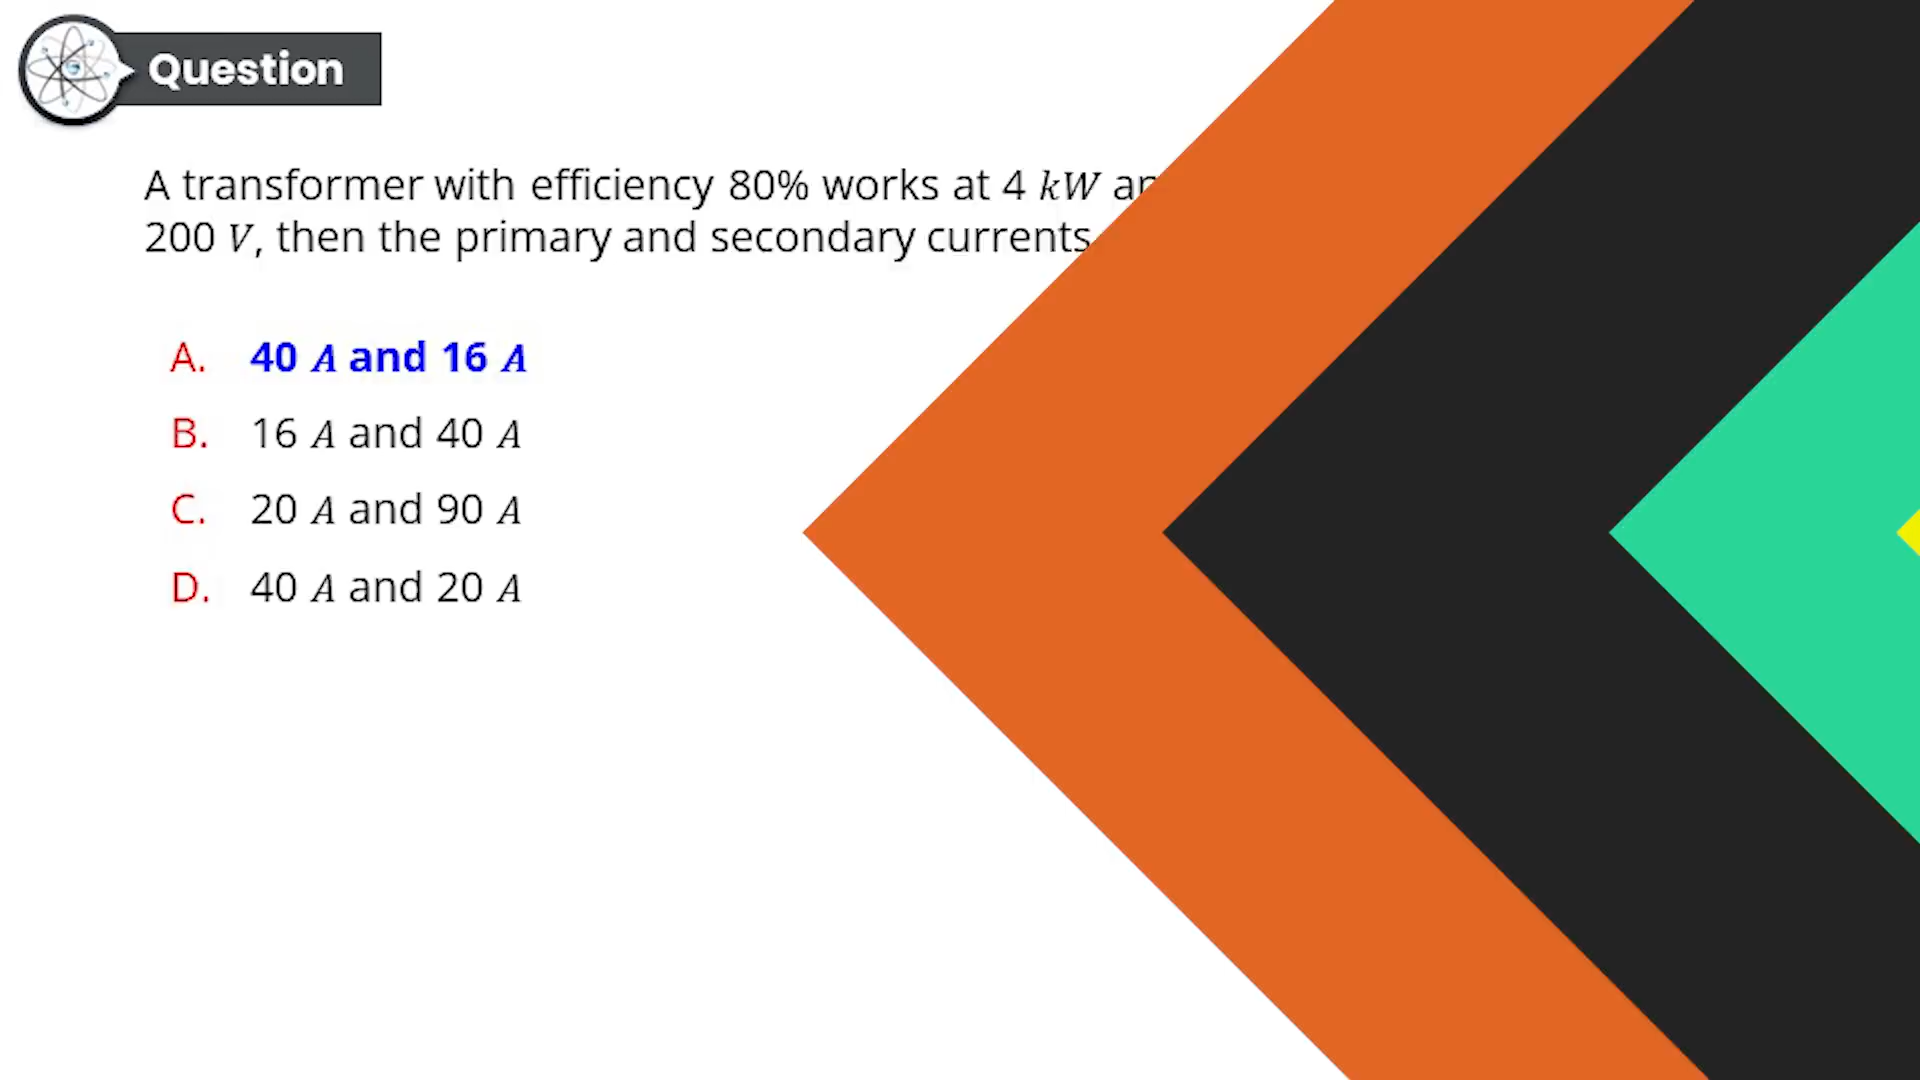 Question
A transformer with efficiency 80% works at 4 kW
200 V, then the primary and secondary currents
A. 40 A and 16 A
B. 16 A and 40 A
C. 20 A and 90 A
D. 40 A and 20 A